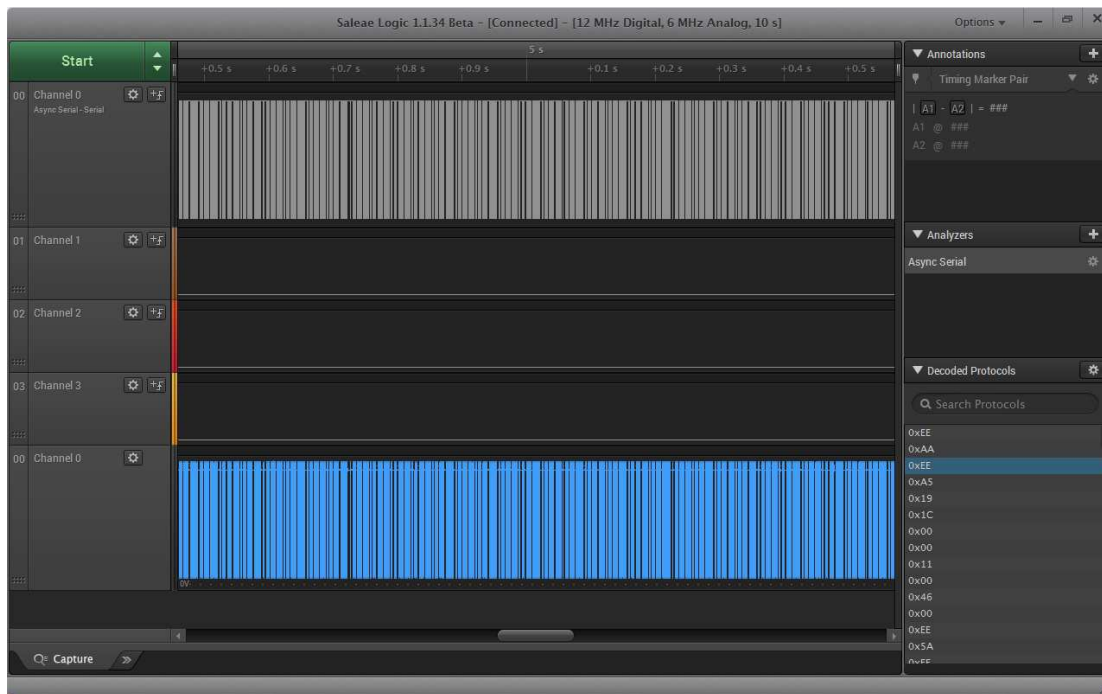 Saleae Logic 1.1.34 Beta - [Connected] - [12 MHz Digital, 6 MHz Analog, 10 s]
Options
Start
5 s
+0.5 s +0.6 s +0.7 s +0.8 s +0.9 s +0.1 s +0.2 s +0.3 s +0.4 s +0.5 s
00 Channel 0
Async Serial - Serial
01 Channel 1
02 Channel 2
03 Channel 3
00 Channel 0
0V
Capture
Annotations
Timing Marker Pair
| A1 - A2 | = ###
A1 @ ###
A2 @ ###
Analyzers
Async Serial
Decoded Protocols
Search Protocols
0xEE
0xAA
0xEE
0xA5
0x19
0x1C
0x00
0x00
0x11
0x00
0x46
0x00
0xEE
0x5A